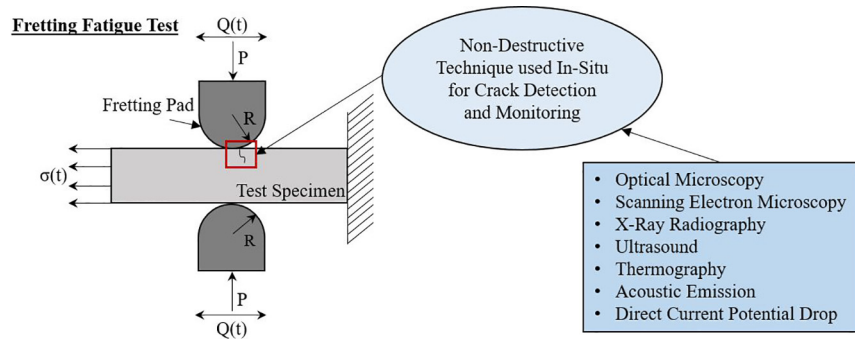 Fretting Fatigue Test
Q(t)
P
Fretting Pad
R
σ(t)
Test Specimen
R
P
Q(t)
Non-Destructive
Technique used In-Situ
for Crack Detection
and Monitoring
• Optical Microscopy
• Scanning Electron Microscopy
• X-Ray Radiography
• Ultrasound
• Thermography
• Acoustic Emission
• Direct Current Potential Drop